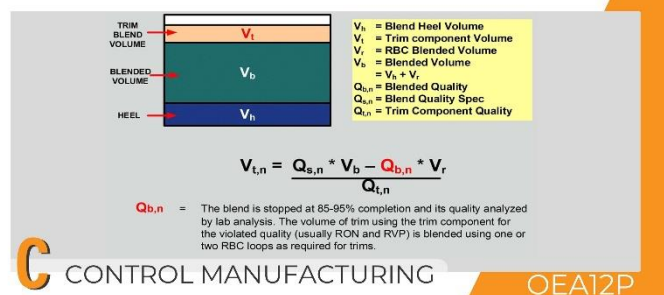 TRIM
BLEND
VOLUME
Vt
BLENDED
VOLUME
Vb
HEEL
Vh
Vh = Blend Heel Volume
Vt = Trim component Volume
Vr = RBC Blended Volume
Vb = Blended Volume
= Vh + Vr
Qb,n = Blended Quality
Qs,n = Blend Quality Spec
Qt,n = Trim Component Quality
Vt,n = Qs,n * Vb – Qb,n * Vr
Qt,n
Qb,n = The blend is stopped at 85-95% completion and its quality analyzed
by lab analysis. The volume of trim using the trim component for
the violated quality (usually RON and RVP) is blended using one or
two RBC loops as required for trims.
C CONTROL MANUFACTURING
OEA12P